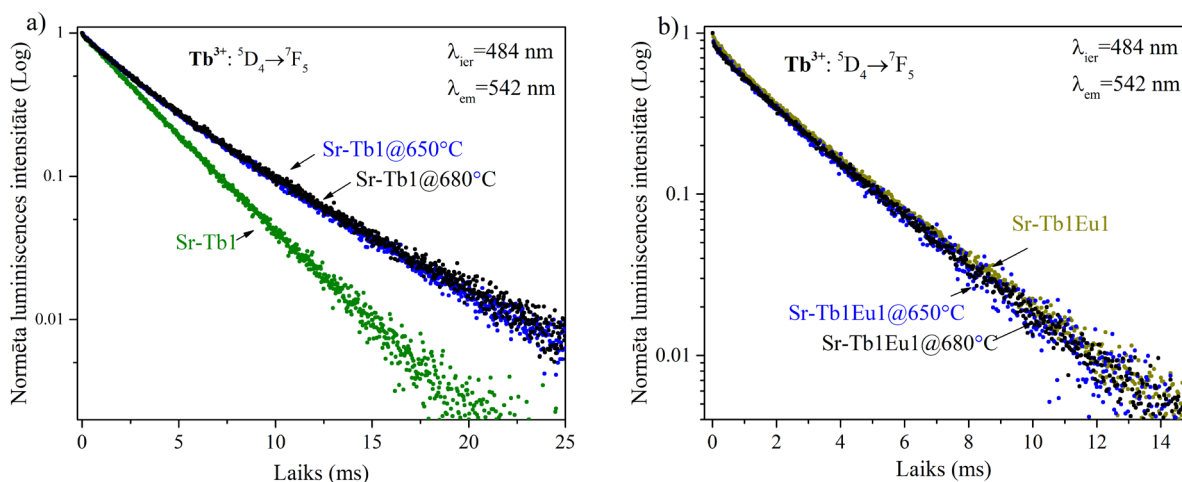 a)
Normēta luminiscences intensitāte (Log)
1
0.1
0.01
Tb³⁺: ⁵D₄→⁷F₅
λᵢₑᵣ=484 nm
λₑₘ=542 nm
Sr-Tb1@650°C
Sr-Tb1@680°C
Sr-Tb1
0 5 10 15 20 25
Laiks (ms)
b)
Normēta luminiscences intensitāte (Log)
1
0.1
0.01
Tb³⁺: ⁵D₄→⁷F₅
λᵢₑᵣ=484 nm
λₑₘ=542 nm
Sr-Tb1Eu1
Sr-Tb1Eu1@650°C
Sr-Tb1Eu1@680°C
0 2 4 6 8 10 12 14
Laiks (ms)